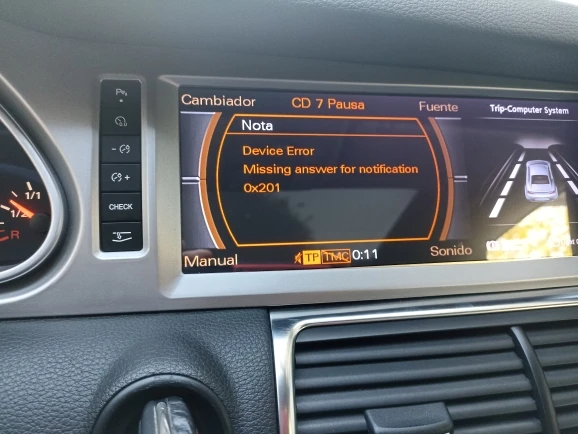 Cambiador
CD 7 Pausa
Fuente
Trip-Computer System
Nota
Device Error
Missing answer for notification
0x201
Manual
TP TMC 0:11
Sonido
CHECK
1/1
1/2
R
P
- 
+